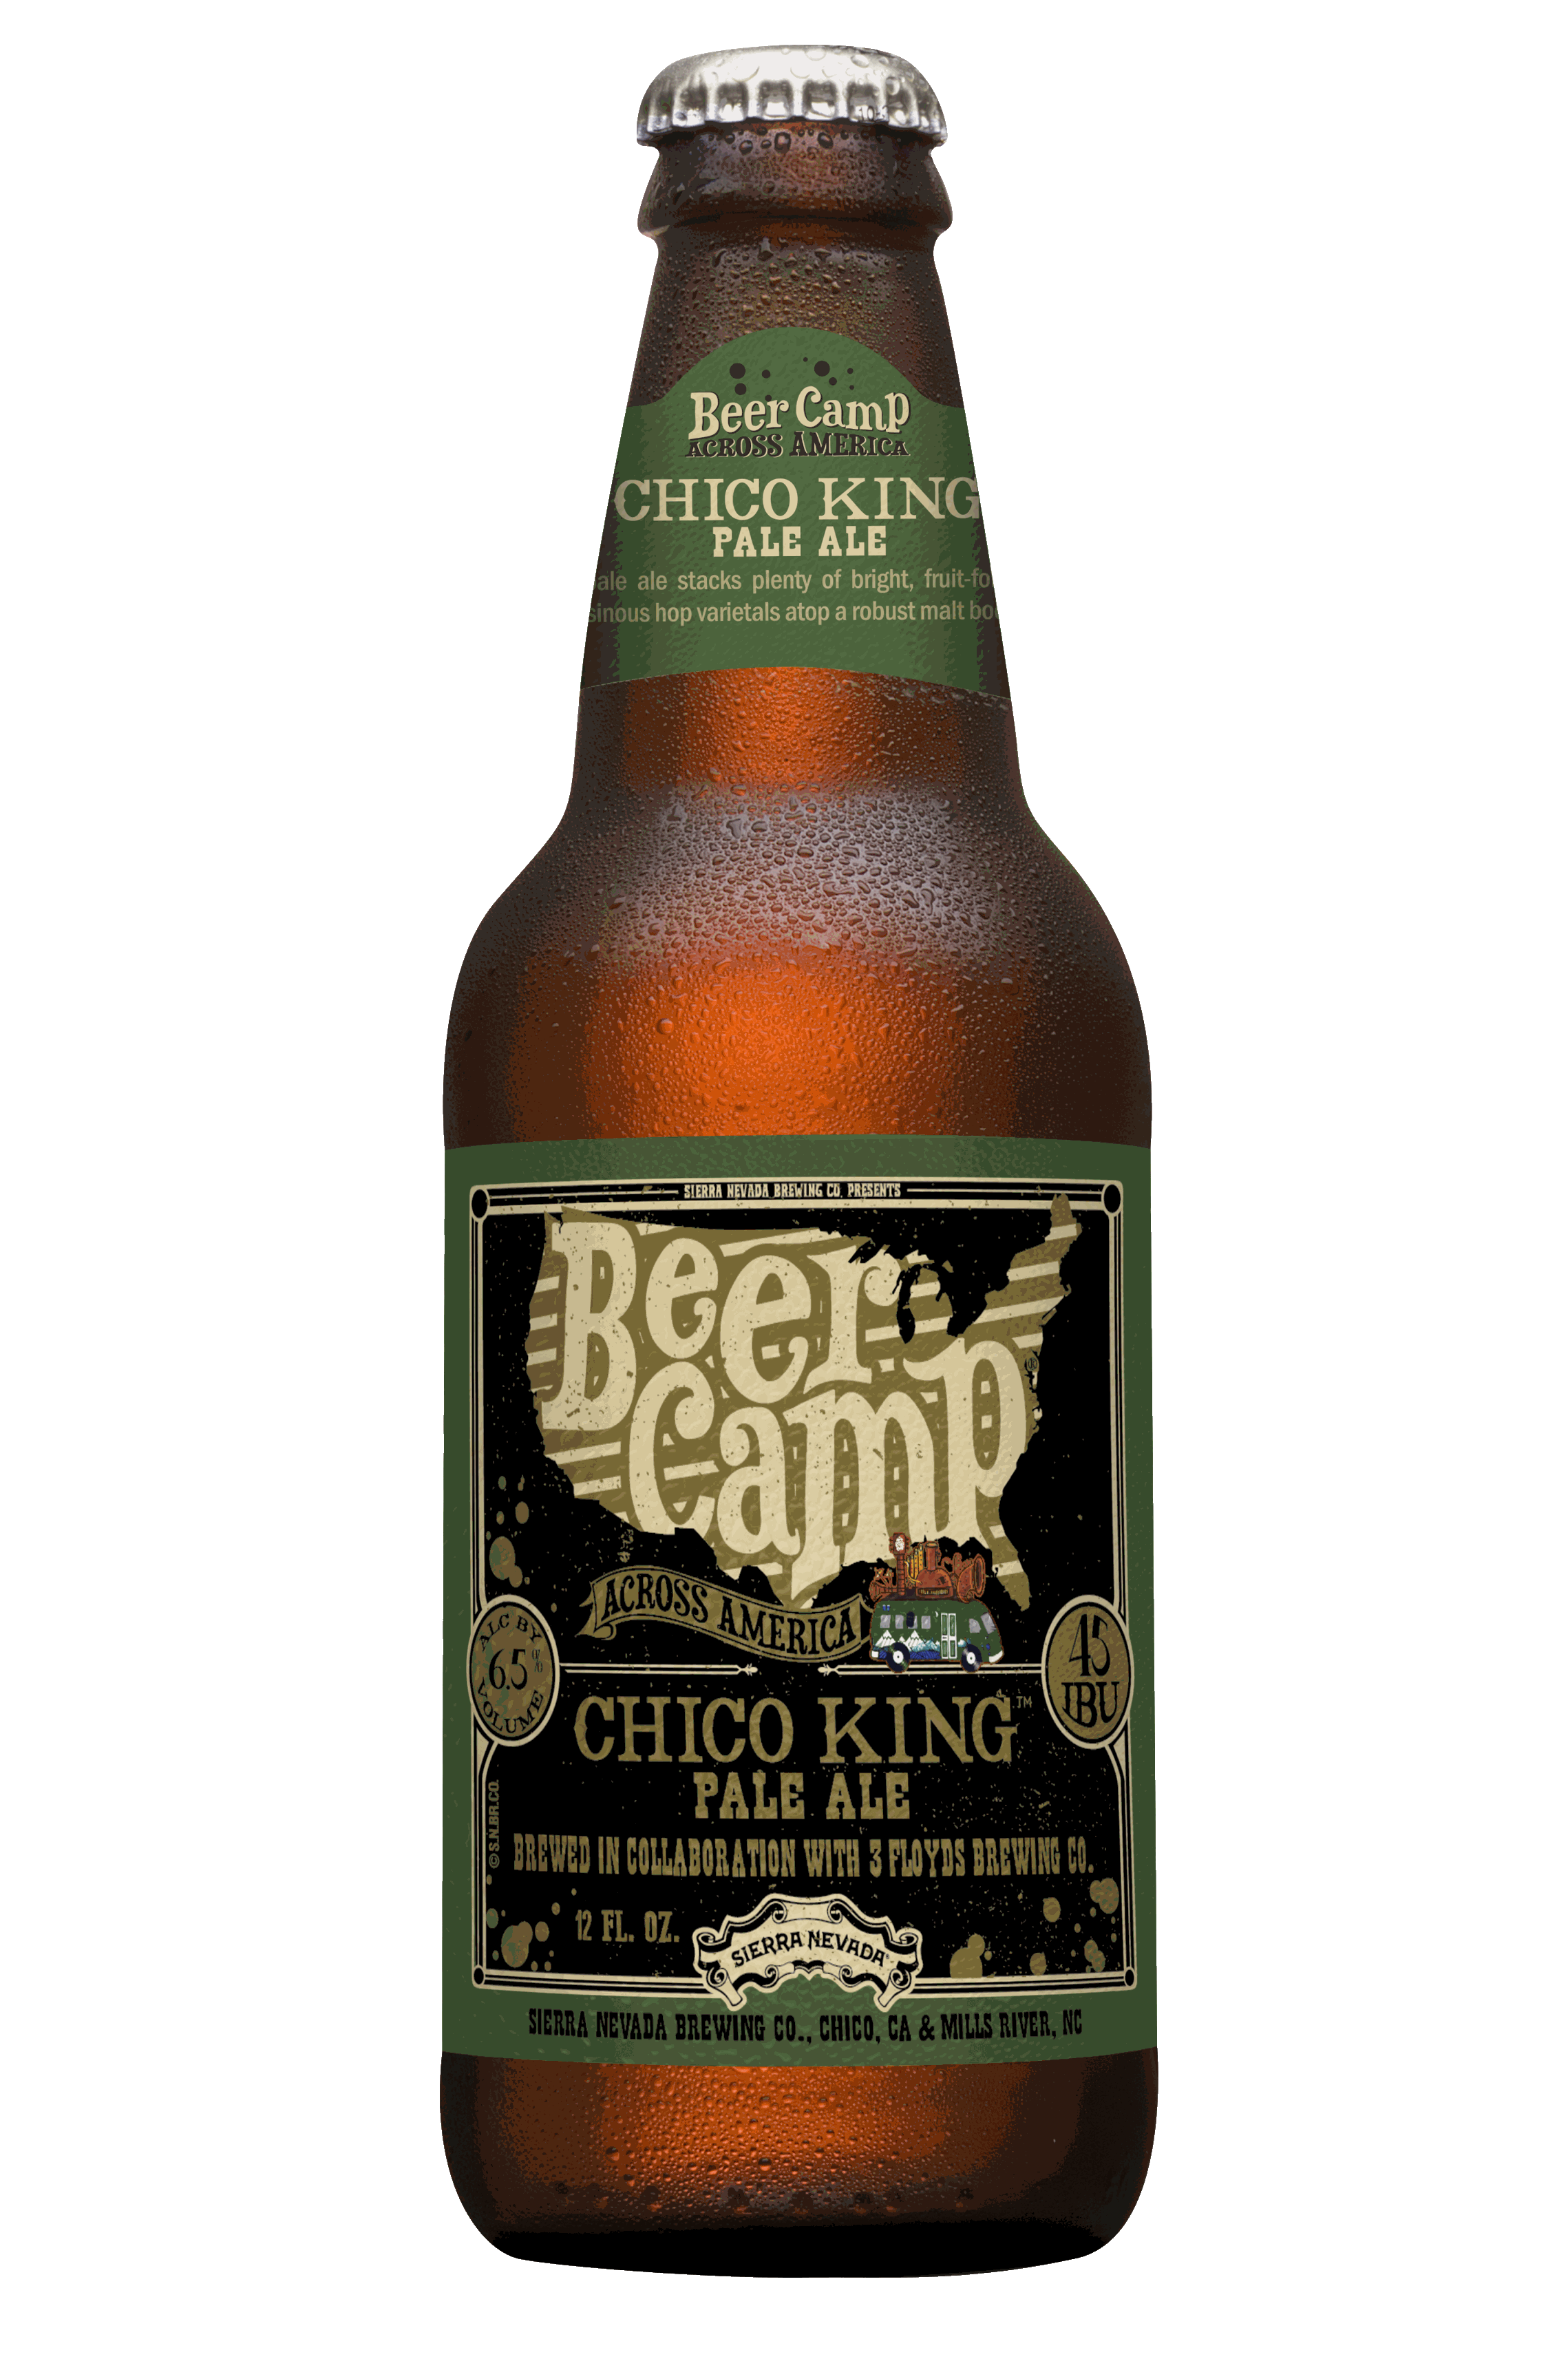 Beer Camp
ACROSS AMERICA
CHICO KING
PALE ALE
ale ale stacks plenty of bright, fruit-fo
sinous hop varietals atop a robust malt bo
SIERRA NEVADA BREWING CO. PRESENTS
Beer
Camp®
ACROSS AMERICA
ALC BY
6.5%
VOLUME
45
IBU
CHICO KING™
PALE ALE
© S.N.BR.CO.
BREWED IN COLLABORATION WITH 3 FLOYDS BREWING CO.
12 FL. OZ.
SIERRA NEVADA®
SIERRA NEVADA BREWING CO., CHICO, CA & MILLS RIVER, NC